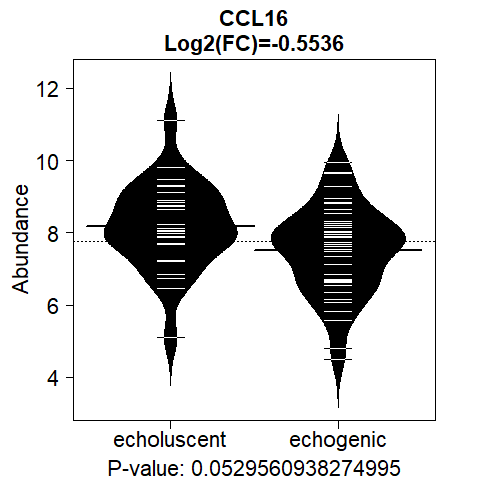 CCL16
Log2(FC)=-0.5536
Abundance
12
10
8
6
4
echoluscent echogenic
P-value: 0.0529560938274995